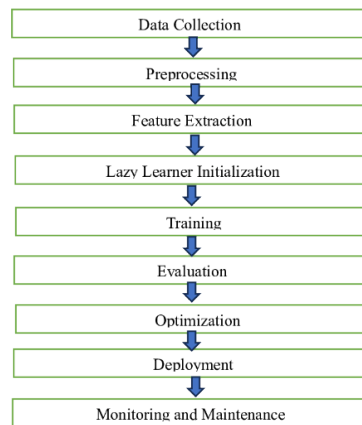 Data Collection
Preprocessing
Feature Extraction
Lazy Learner Initialization
Training
Evaluation
Optimization
Deployment
Monitoring and Maintenance